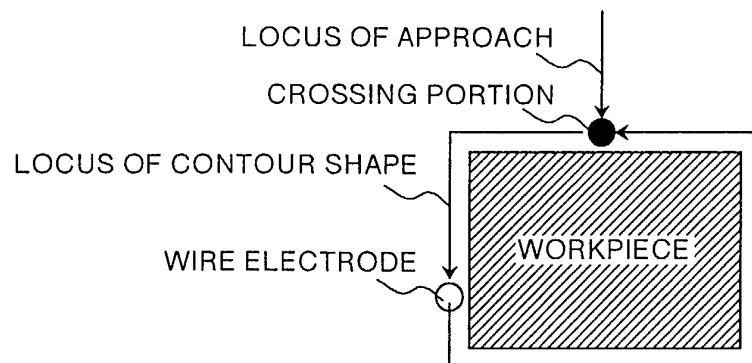 LOCUS OF APPROACH
CROSSING PORTION
LOCUS OF CONTOUR SHAPE
WORKPIECE
WIRE ELECTRODE